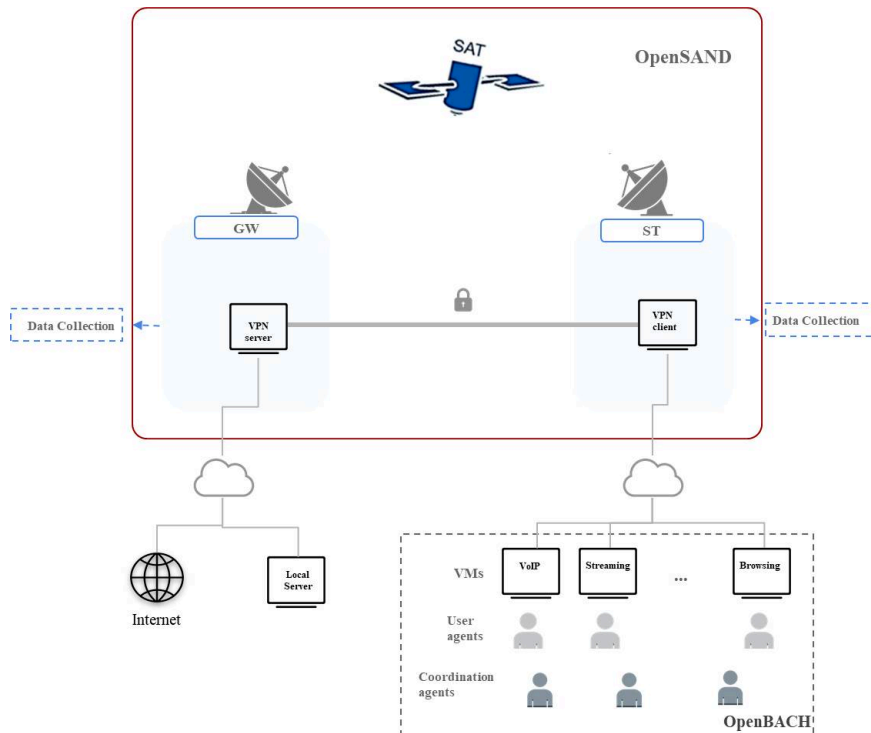 SAT
OpenSAND
GW
ST
Data Collection
VPN
server
VPN
client
Data Collection
Internet
Local
Server
VMs
VoIP
Streaming
...
Browsing
User
agents
Coordination
agents
OpenBACH